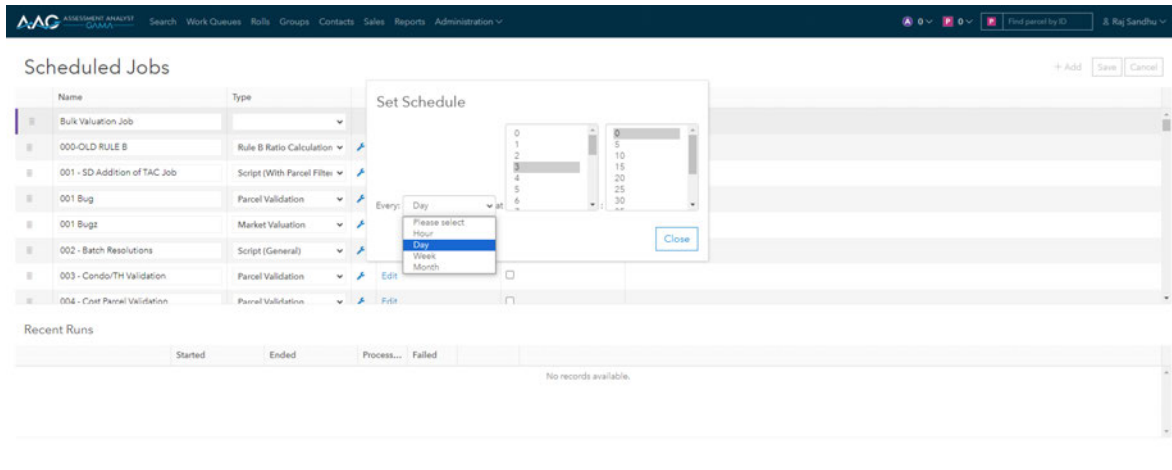 AAG ASSESSMENT ANALYST GAMA Search Work Queues Rolls Groups Contacts Sales Reports Administration A 0 P 0 P Find parcel by ID Raj Sandhu
Scheduled Jobs + Add Save Cancel
Name Type
Set Schedule
Bulk Valuation Job
000-OLD RULE B Rule B Ratio Calculation
001 - SD Addition of TAC Job Script (With Parcel Filter
001 Bug Parcel Validation
001 Bugz Market Valuation
002 - Batch Resolutions Script (General)
003 - Condo/TH Validation Parcel Validation Edit
004 - Cost Parcel Validation Parcel Validation Edit
0 0
1 5
2 10
3 15
4 20
5 25
6 30
Every: Day at :
Please select
Hour
Day
Week
Month
Close
Recent Runs
Started Ended Process... Failed
No records available.